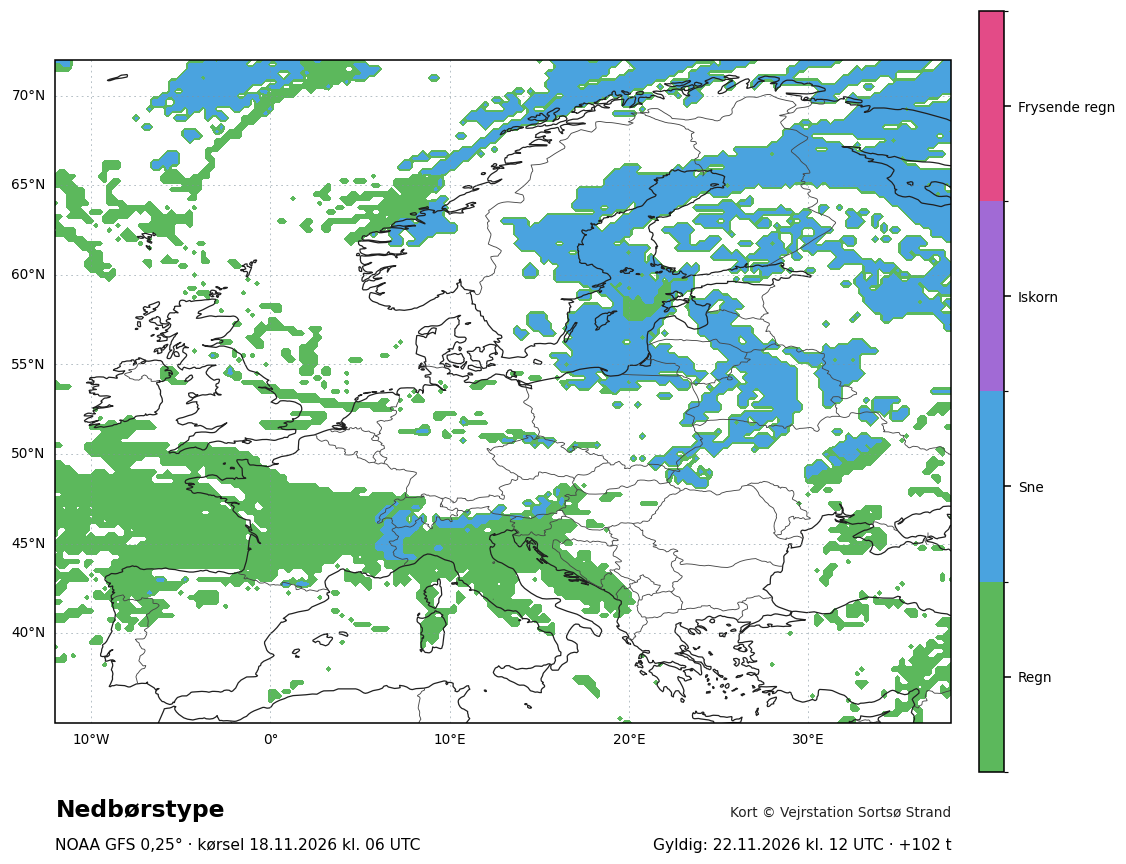 70°N
65°N
60°N
55°N
50°N
45°N
40°N
10°W
0°
10°E
20°E
30°E
Frysende regn
Iskorn
Sne
Regn
Nedbørstype
Kort © Vejrstation Sortsø Strand
NOAA GFS 0,25° · kørsel 18.11.2026 kl. 06 UTC
Gyldig: 22.11.2026 kl. 12 UTC · +102 t